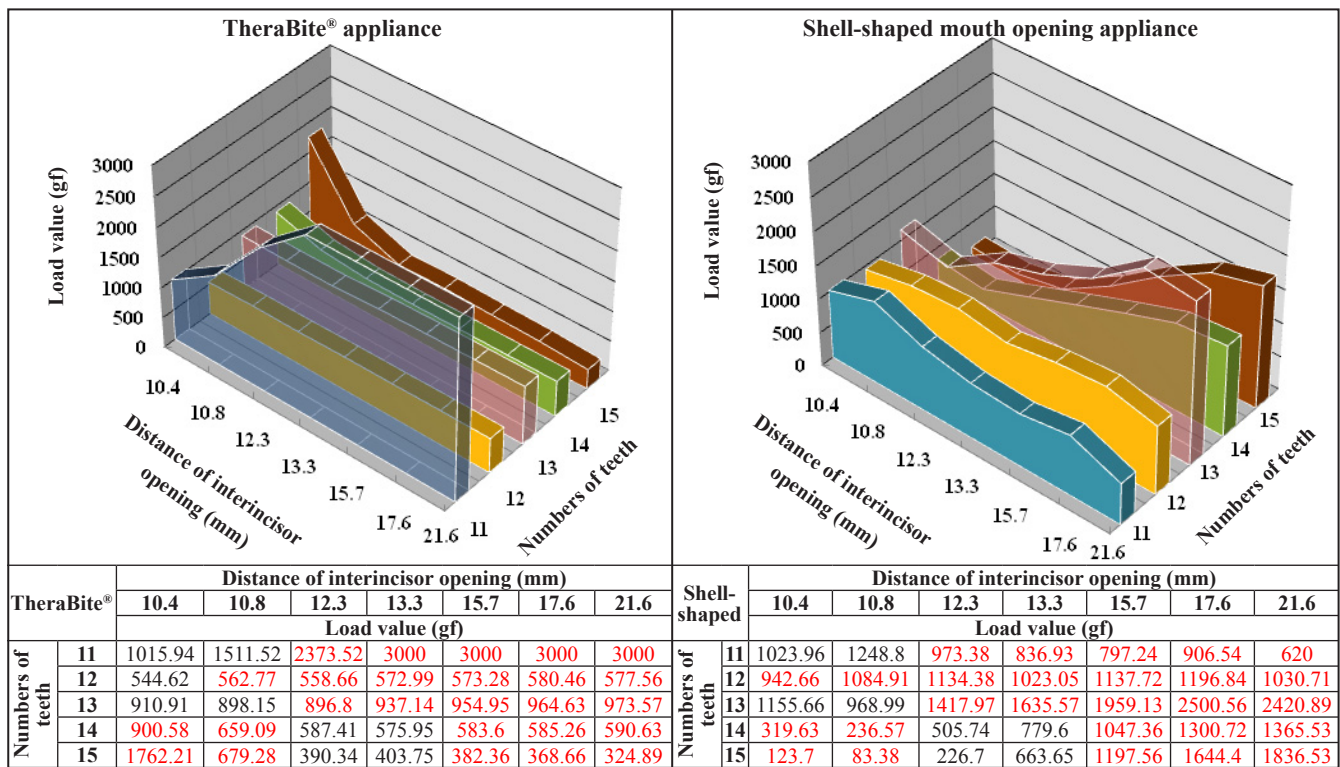 TheraBite® appliance
Load value (gf)
3000
2500
2000
1500
1000
500
0
10.4
10.8
12.3
13.3
15.7
17.6
21.6
Distance of interincisor
opening (mm)
11
12
13
14
15
Numbers of teeth
Shell-shaped mouth opening appliance
Load value (gf)
3000
2500
2000
1500
1000
500
0
10.4
10.8
12.3
13.3
15.7
17.6
21.6
Distance of interincisor
opening (mm)
11
12
13
14
15
Numbers of teeth
TheraBite® Distance of interincisor opening (mm)
10.4 10.8 12.3 13.3 15.7 17.6 21.6
Load value (gf)
Numbers of
teeth
11 1015.94 1511.52 2373.52 3000 3000 3000 3000
12 544.62 562.77 558.66 572.99 573.28 580.46 577.56
13 910.91 898.15 896.8 937.14 954.95 964.63 973.57
14 900.58 659.09 587.41 575.95 583.6 585.26 590.63
15 1762.21 679.28 390.34 403.75 382.36 368.66 324.89
Shell-
shaped
Distance of interincisor opening (mm)
10.4 10.8 12.3 13.3 15.7 17.6 21.6
Load value (gf)
Numbers of
teeth
11 1023.96 1248.8 973.38 836.93 797.24 906.54 620
12 942.66 1084.91 1134.38 1023.05 1137.72 1196.84 1030.71
13 1155.66 968.99 1417.97 1635.57 1959.13 2500.56 2420.89
14 319.63 236.57 505.74 779.6 1047.36 1300.72 1365.53
15 123.7 83.38 226.7 663.65 1197.56 1644.4 1836.53